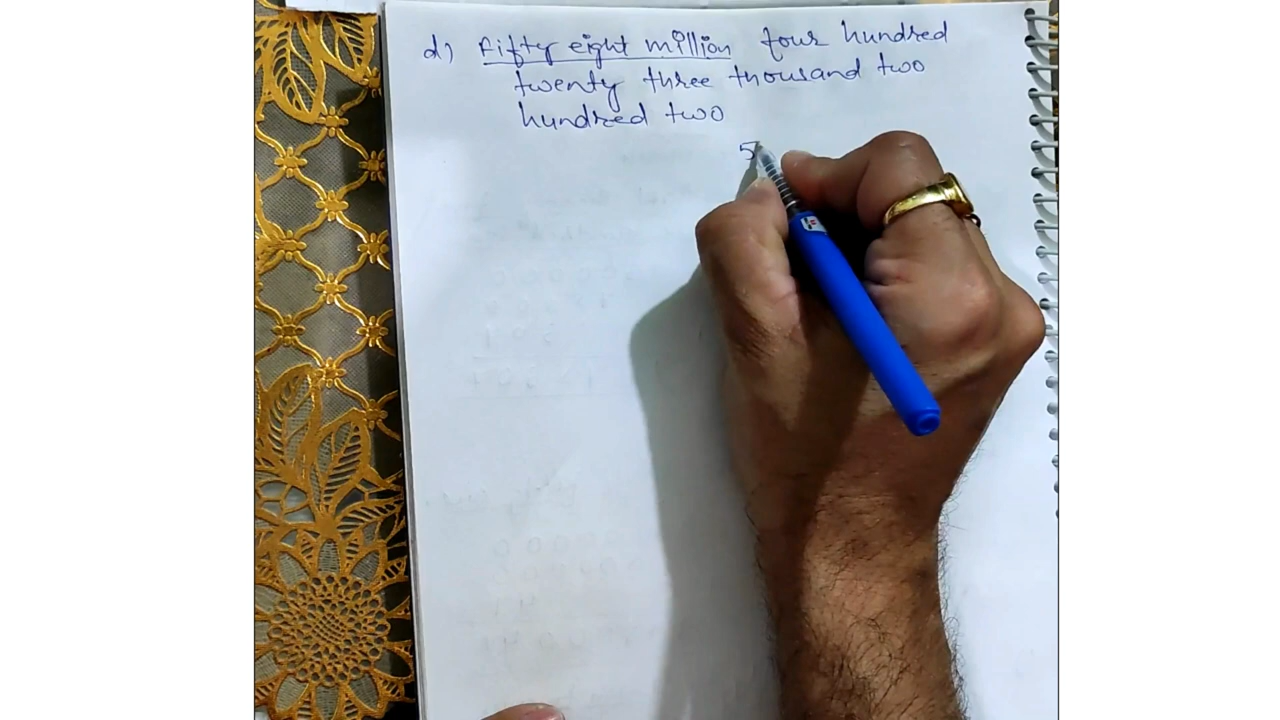 d) Fifty eight million four hundred
twenty three thousand two
hundred two
5